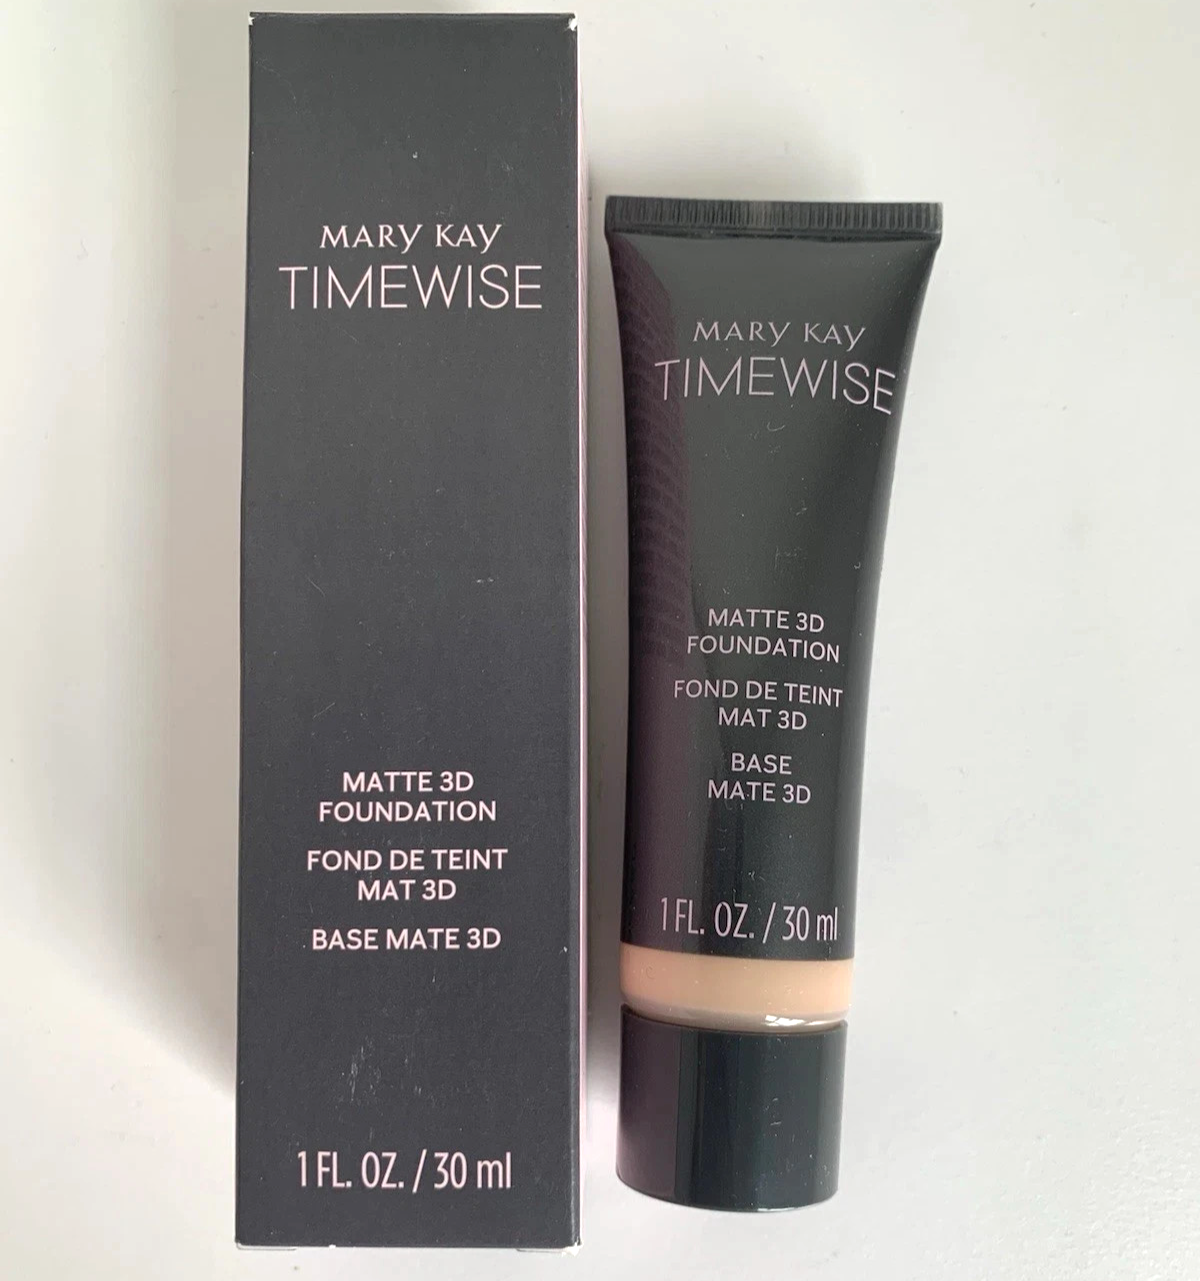 MARY KAY
TIMEWISE
MATTE 3D
FOUNDATION
FOND DE TEINT
MAT 3D
BASE MATE 3D
1 FL. OZ. / 30 ml
MARY KAY
TIMEWISE
MATTE 3D
FOUNDATION
FOND DE TEINT
MAT 3D
BASE
MATE 3D
1 FL. OZ. / 30 ml